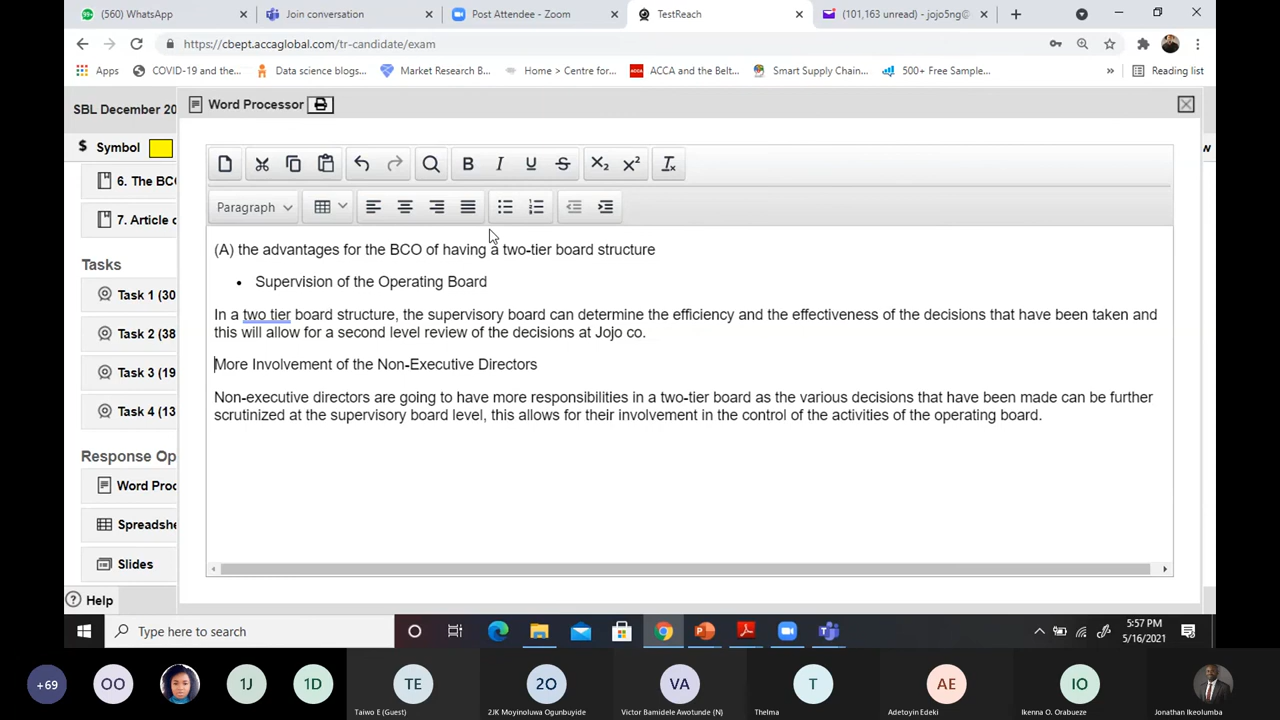 (560) WhatsApp
Join conversation
Post Attendee - Zoom
TestReach
(101,163 unread) - jojo5ng@
https://cbept.accaglobal.com/tr-candidate/exam
Apps
COVID-19 and the...
Data science blogs...
Market Research B...
Home > Centre for...
ACCA and the Belt...
Smart Supply Chain...
500+ Free Sample...
»
Reading list
SBL December 20
Word Processor
$ Symbol
6. The BC
7. Article c
Tasks
Task 1 (30
Task 2 (38
Task 3 (19
Task 4 (13
Response Op
Word Proc
Spreadshe
Slides
Help
B I U S X₂ X² Ix
Paragraph
(A) the advantages for the BCO of having a two-tier board structure
• Supervision of the Operating Board
In a two tier board structure, the supervisory board can determine the efficiency and the effectiveness of the decisions that have been taken and
this will allow for a second level review of the decisions at Jojo co.
More Involvement of the Non-Executive Directors
Non-executive directors are going to have more responsibilities in a two-tier board as the various decisions that have been made can be further
scrutinized at the supervisory board level, this allows for their involvement in the control of the activities of the operating board.
Type here to search
5:57 PM
5/16/2021
+69
OO
1J
1D
TE
Taiwo E (Guest)
2O
2JK Moyinoluwa Ogunbuyide
VA
Victor Bamidele Awotunde (N)
T
Thelma
AE
Adetoyin Edeki
IO
Ikenna O. Orabueze
Jonathan Ikeolumba